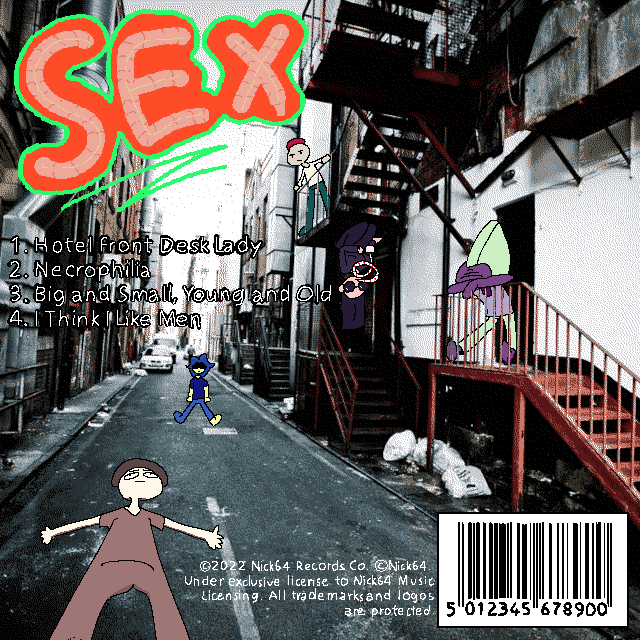 SEX
1. Hotel front Desk Lady
2. Necrophilia
3. Big and Small, Young and Old
4. I Think I Like Men
©2022 Nick64 Records Co. ©Nick64.
Under exclusive license to Nick64 Music
Licensing. All trademarks and logos
are protected.
5 012345 678900